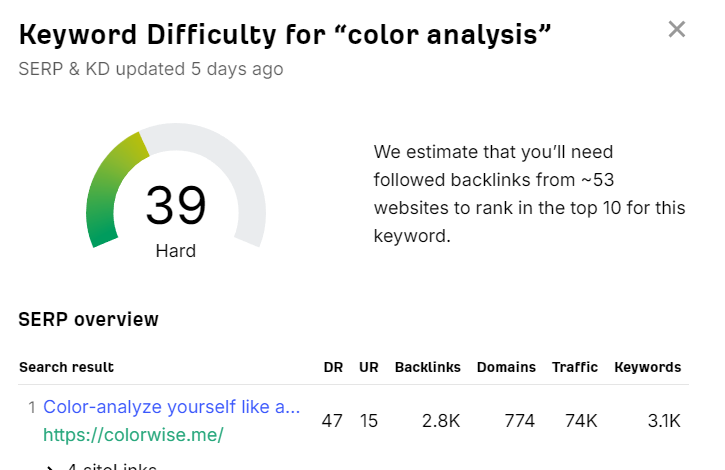 Keyword Difficulty for “color analysis”
SERP & KD updated 5 days ago
39
Hard
We estimate that you’ll need
followed backlinks from ~53
websites to rank in the top 10 for this
keyword.
SERP overview
Search result DR UR Backlinks Domains Traffic Keywords
1 Color-analyze yourself like a... 47 15 2.8K 774 74K 3.1K
https://colorwise.me/
4 siteLinks